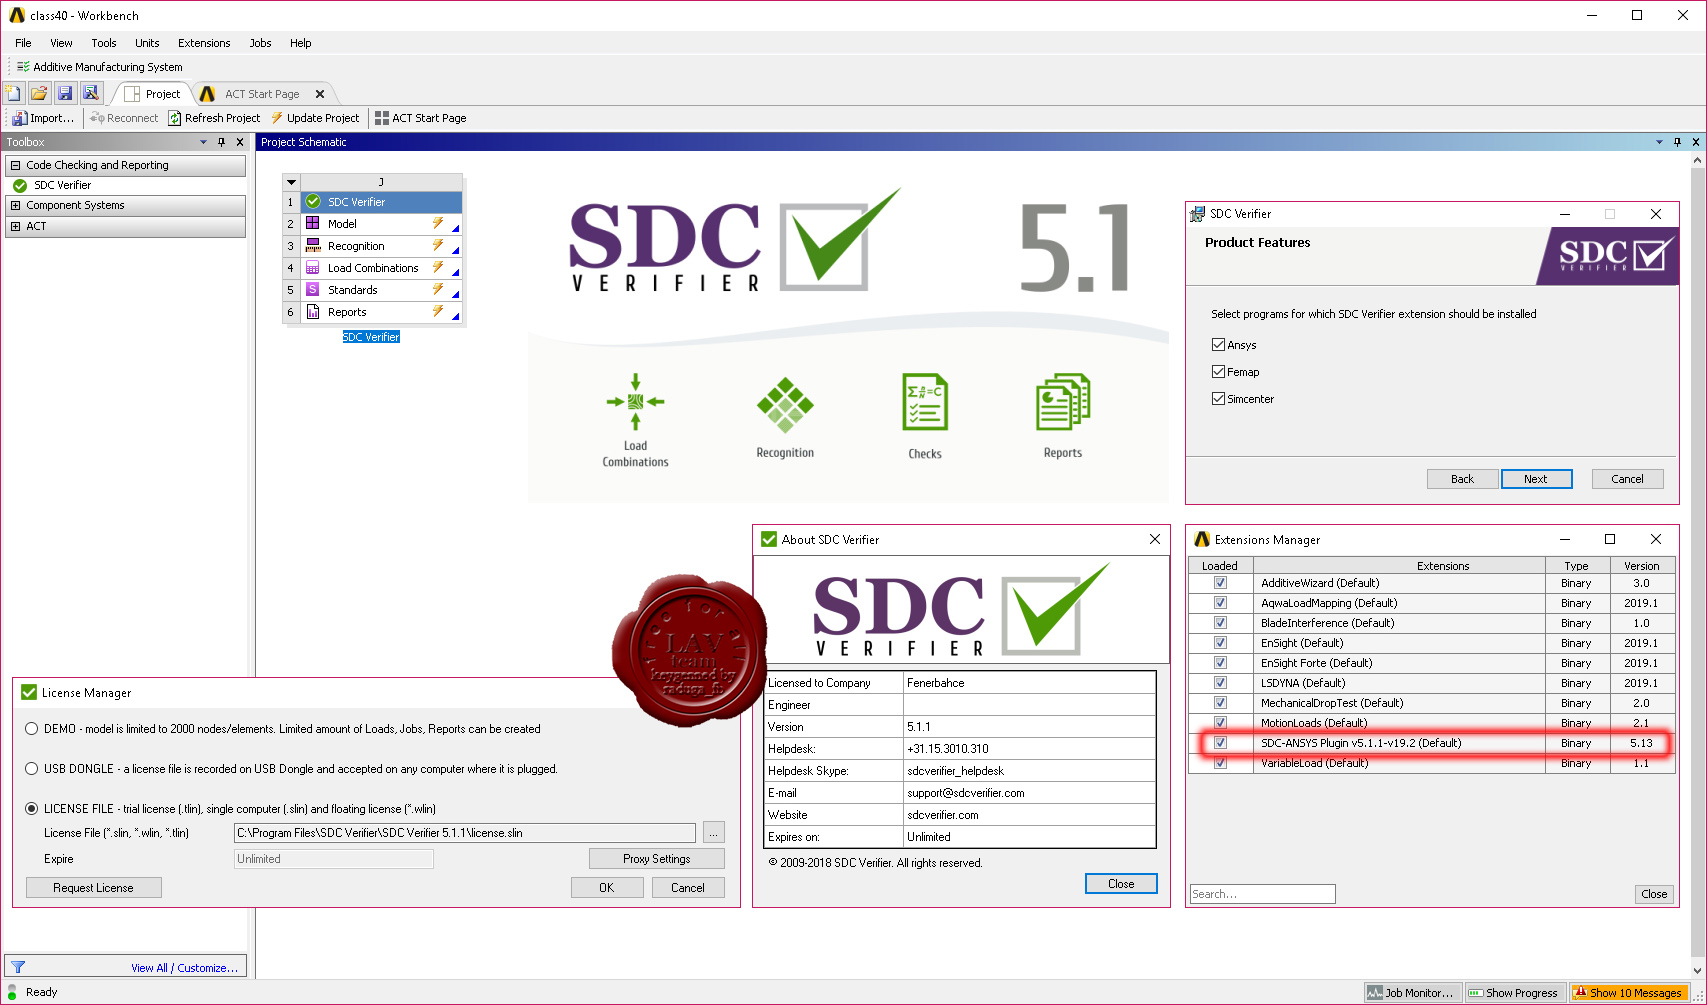 class40 - Workbench
File View Tools Units Extensions Jobs Help
Additive Manufacturing System
Project
ACT Start Page
Import...
Reconnect
Refresh Project
Update Project
ACT Start Page
Toolbox
Code Checking and Reporting
SDC Verifier
Component Systems
ACT
View All / Customize...
Project Schematic
J
1 SDC Verifier
2 Model
3 Recognition
4 Load Combinations
5 Standards
6 Reports
SDC Verifier
SDC
VERIFIER
5.1
Load
Combinations
Recognition
Checks
Reports
SDC Verifier
Product Features
SDC
VERIFIER
Select programs for which SDC Verifier extension should be installed
Ansys
Femap
Simcenter
Back
Next
Cancel
License Manager
DEMO - model is limited to 2000 nodes/elements. Limited amount of Loads, Jobs, Reports can be created
USB DONGLE - a license file is recorded on USB Dongle and accepted on any computer where it is plugged.
LICENSE FILE - trial license (.tlin), single computer (.slin) and floating license (*.wlin)
License File (*.slin, *.wlin, *.tlin)
C:\Program Files\SDC Verifier\SDC Verifier 5.1.1\license.slin
...
Expire
Unlimited
Proxy Settings
Request License
OK
Cancel
free for all
LAV
team
keygenned by
raduga_fb
About SDC Verifier
SDC
VERIFIER
Licensed to Company Fenerbahce
Engineer
Version 5.1.1
Helpdesk: +31.15.3010.310
Helpdesk Skype: sdcverifier_helpdesk
E-mail support@sdcverifier.com
Website sdcverifier.com
Expires on: Unlimited
© 2009-2018 SDC Verifier. All rights reserved.
Close
Extensions Manager
Loaded Extensions Type Version
AdditiveWizard (Default) Binary 3.0
AqwaLoadMapping (Default) Binary 2019.1
BladeInterference (Default) Binary 1.0
EnSight (Default) Binary 2019.1
EnSight Forte (Default) Binary 2019.1
LSDYNA (Default) Binary 2019.1
MechanicalDropTest (Default) Binary 2.0
MotionLoads (Default) Binary 2.1
SDC-ANSYS Plugin v5.1.1-v19.2 (Default) Binary 5.13
VariableLoad (Default) Binary 1.1
Search...
Close
Ready
Job Monitor...
Show Progress
Show 10 Messages